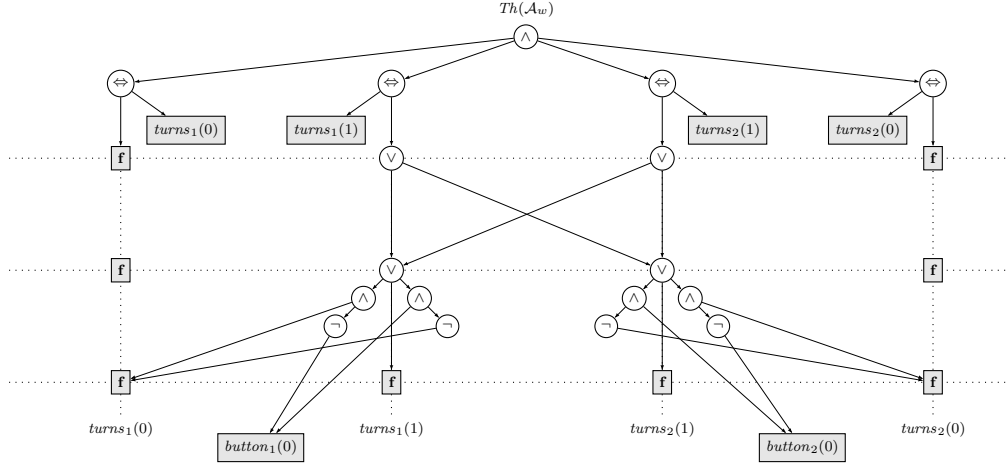 Th(𝒜_w)
∧
⇔ ⇔ ⇔ ⇔
turns₁(0) turns₁(1) turns₂(1) turns₂(0)
f ∨ ∨ f
f ∨ ∨ f
∧ ∧ ∧ ∧
¬ ¬ ¬ ¬
f f f f
turns₁(0) turns₁(1) turns₂(1) turns₂(0)
button₁(0) button₂(0)